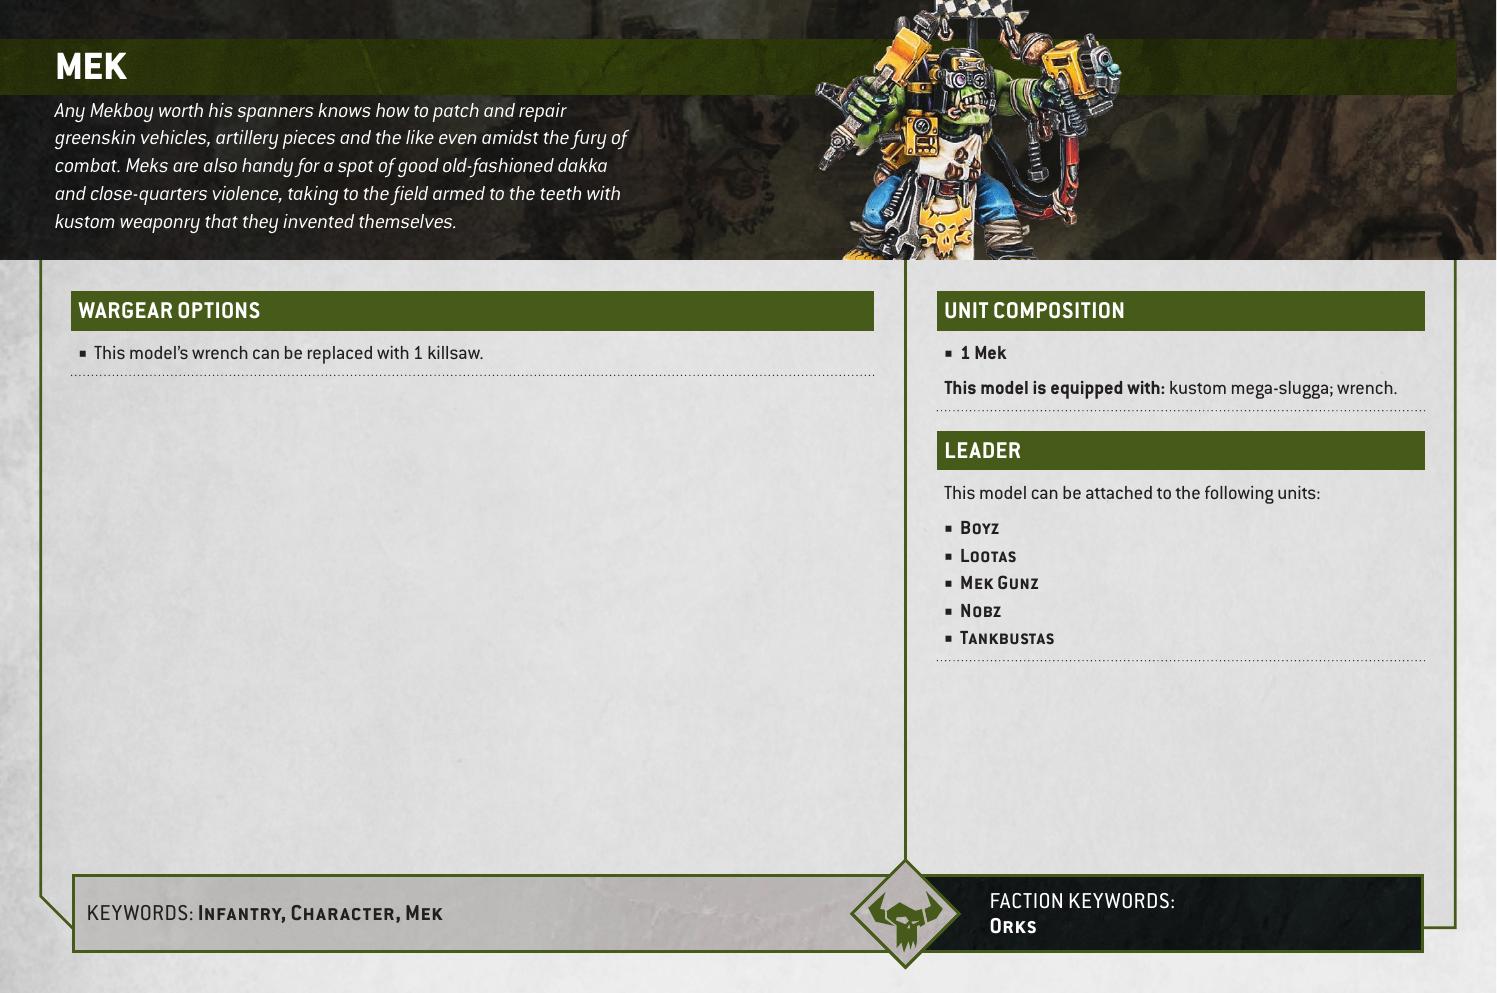 MEK
Any Mekboy worth his spanners knows how to patch and repair
greenskin vehicles, artillery pieces and the like even amidst the fury of
combat. Meks are also handy for a spot of good old-fashioned dakka
and close-quarters violence, taking to the field armed to the teeth with
kustom weaponry that they invented themselves.
WARGEAR OPTIONS
▪ This model’s wrench can be replaced with 1 killsaw.
UNIT COMPOSITION
▪ 1 Mek
This model is equipped with: kustom mega-slugga; wrench.
LEADER
This model can be attached to the following units:
▪ Boyz
▪ Lootas
▪ Mek Gunz
▪ Nobz
▪ Tankbustas
KEYWORDS: Infantry, Character, Mek
FACTION KEYWORDS:
Orks